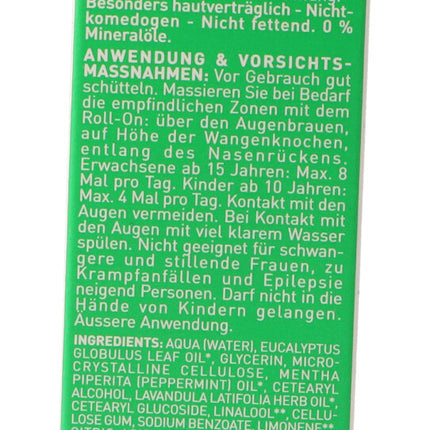 Besonders hautverträglich - Nicht-
komedogen - Nicht fettend. 0 %
Mineralöle.
ANWENDUNG & VORSICHTS-
MASSNAHMEN: Vor Gebrauch gut
schütteln. Massieren Sie bei Bedarf
die empfindlichen Zonen mit dem
Roll-On: über den Augenbrauen,
auf Höhe der Wangenknochen,
entlang des Nasenrückens.
Erwachsene ab 15 Jahren: Max. 8
Mal pro Tag. Kinder ab 10 Jahren:
Max. 4 Mal pro Tag. Kontakt mit den
Augen vermeiden. Bei Kontakt mit
den Augen mit viel klarem Wasser
spülen. Nicht geeignet für schwan-
gere und stillende Frauen, zu
Krampfanfällen und Epilepsie
neigend Personen. Darf nicht in die
Hände von Kindern gelangen.
Äussere Anwendung.
INGREDIENTS: AQUA (WATER), EUCALYPTUS
GLOBULUS LEAF OIL*, GLYCERIN, MICRO-
CRYSTALLINE CELLULOSE, MENTHA
PIPERITA (PEPPERMINT) OIL*, CETEARYL
ALCOHOL, LAVANDULA LATIFOLIA HERB OIL*,
CETEARYL GLUCOSIDE, LINALOOL**, CELLU-
LOSE GUM, SODIUM BENZOATE, LIMONENE**